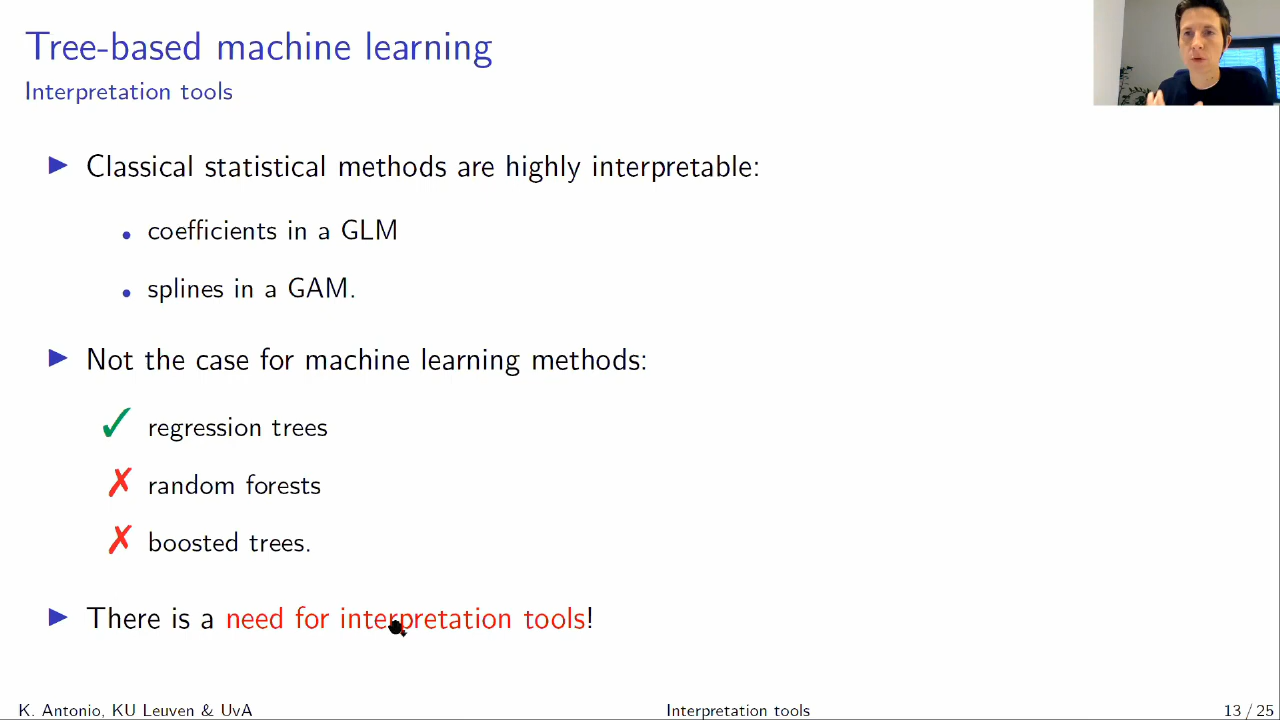 Tree-based machine learning
Interpretation tools
▶ Classical statistical methods are highly interpretable:
• coefficients in a GLM
• splines in a GAM.
▶ Not the case for machine learning methods:
✓ regression trees
✗ random forests
✗ boosted trees.
▶ There is a need for interpretation tools!
K. Antonio, KU Leuven & UvA
Interpretation tools
13 / 25